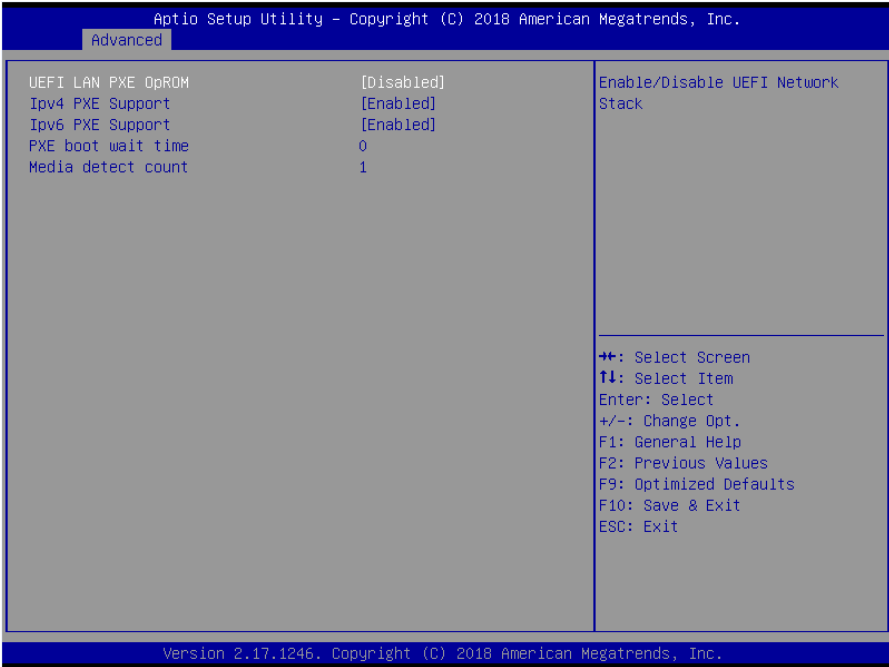 Aptio Setup Utility – Copyright (C) 2018 American Megatrends, Inc.
Advanced
UEFI LAN PXE OpROM [Disabled]
Ipv4 PXE Support [Enabled]
Ipv6 PXE Support [Enabled]
PXE boot wait time 0
Media detect count 1
Enable/Disable UEFI Network
Stack
→←: Select Screen
↑↓: Select Item
Enter: Select
+/-: Change Opt.
F1: General Help
F2: Previous Values
F9: Optimized Defaults
F10: Save & Exit
ESC: Exit
Version 2.17.1246. Copyright (C) 2018 American Megatrends, Inc.